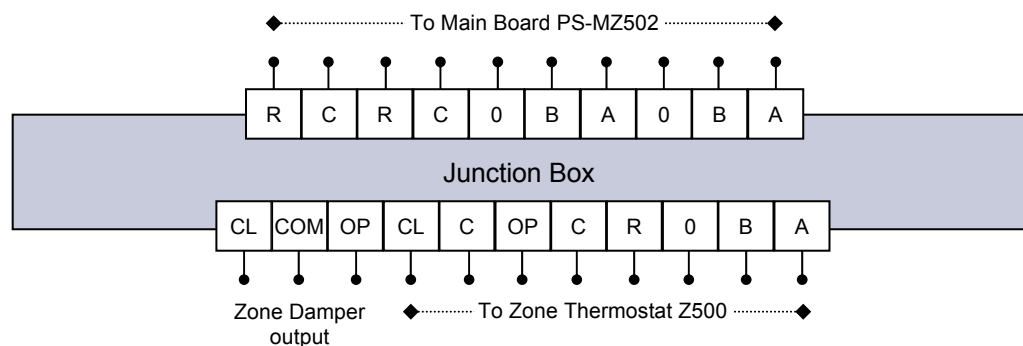 To Main Board PS-MZ502
R C R C 0 B A 0 B A
Junction Box
CL COM OP CL C OP C R 0 B A
Zone Damper
output
To Zone Thermostat Z500